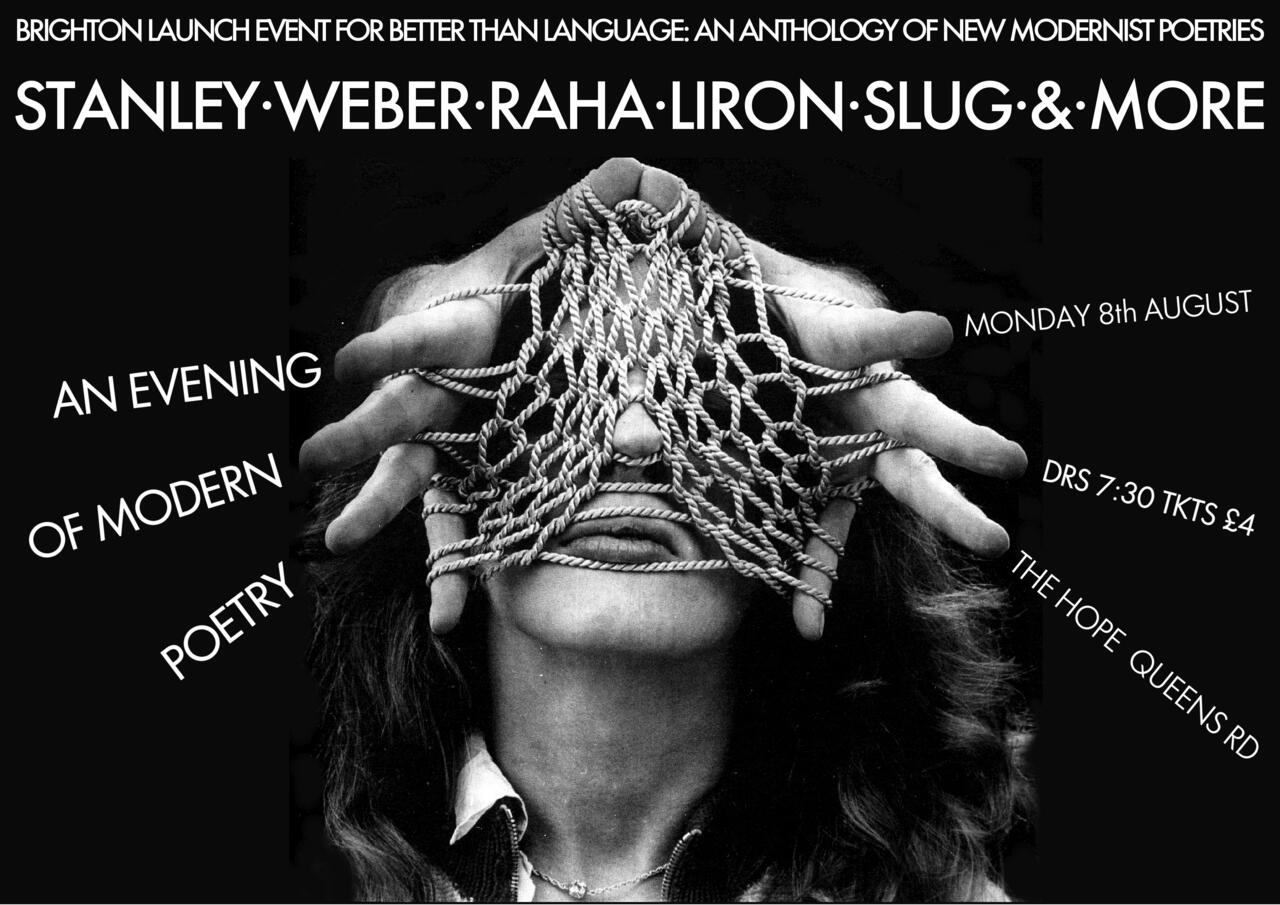 BRIGHTON LAUNCH EVENT FOR BETTER THAN LANGUAGE: AN ANTHOLOGY OF NEW MODERNIST POETRIES
STANLEY·WEBER·RAHA·LIRON·SLUG·&·MORE
AN EVENING
OF MODERN
POETRY
MONDAY 8th AUGUST
DRS 7:30 TKTS £4
THE HOPE QUEENS RD